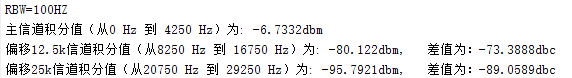 RBW=100HZ
主信道积分值（从0 Hz 到 4250 Hz）为: -6.7332dbm
偏移12.5k信道积分值（从8250 Hz 到 16750 Hz）为: -80.122dbm, 差值为：-73.3888dbc
偏移25k信道积分值（从20750 Hz 到 29250 Hz）为: -95.7921dbm, 差值为：-89.0589dbc